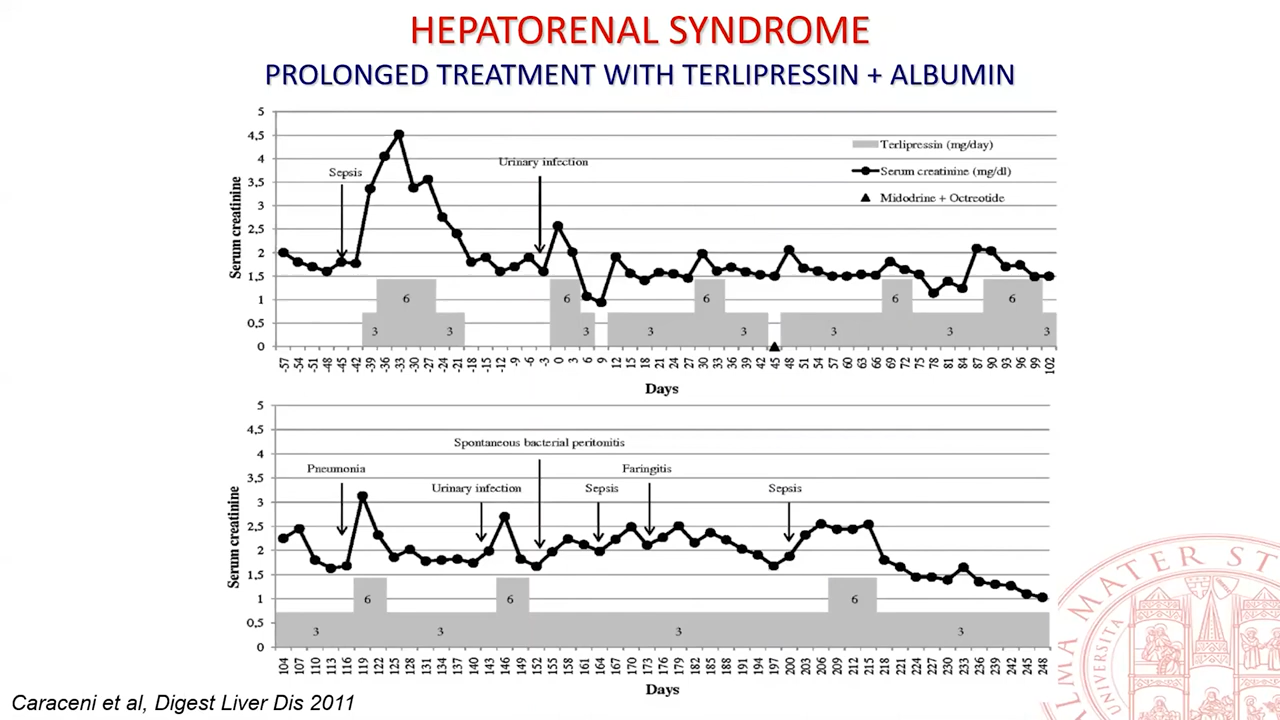 HEPATORENAL SYNDROME
PROLONGED TREATMENT WITH TERLIPRESSIN + ALBUMIN
Serum creatinine
5
4,5
4
3,5
3
2,5
2
1,5
1
0,5
0
Sepsis
Urinary infection
Terlipressin (mg/day)
Serum creatinine (mg/dl)
Midodrine + Octreotide
6 6 6 6 6
3 3 3 3 3 3 3
-57 -54 -51 -48 -45 -42 -39 -36 -33 -30 -27 -24 -21 -18 -15 -12 -9 -6 -3 0 3 6 9 12 15 18 21 24 27 30 33 36 39 42 45 48 51 54 57 60 63 66 69 72 75 78 81 84 87 90 93 96 99 102
Days
Serum creatinine
5
4,5
4
3,5
3
2,5
2
1,5
1
0,5
0
Spontaneous bacterial peritonitis
Pneumonia
Faringitis
Urinary infection
Sepsis
Sepsis
6 6 6
3 3 3 3
104 107 110 113 116 119 122 125 128 131 134 137 140 143 146 149 152 155 158 161 164 167 170 173 176 179 182 185 188 191 194 197 200 203 206 209 212 215 218 221 224 227 230 233 236 239 242 245 248
Days
Caraceni et al, Digest Liver Dis 2011
ALMA MATER ST
UNIVERSITA